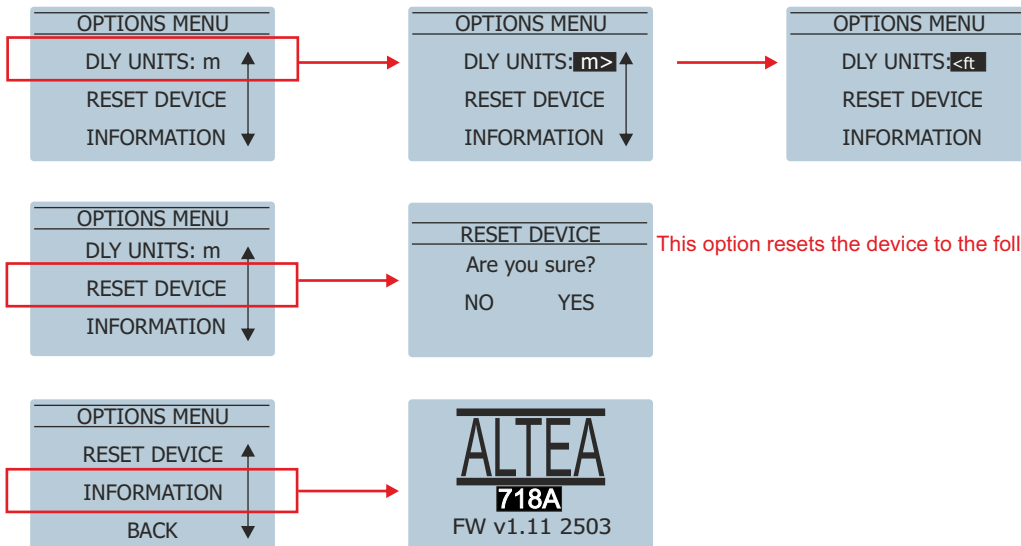 OPTIONS MENU
DLY UNITS: m
RESET DEVICE
INFORMATION
OPTIONS MENU
DLY UNITS: m>
RESET DEVICE
INFORMATION
OPTIONS MENU
DLY UNITS:<ft
RESET DEVICE
INFORMATION
OPTIONS MENU
DLY UNITS: m
RESET DEVICE
INFORMATION
RESET DEVICE
Are you sure?
NO YES
This option resets the device to the foll
OPTIONS MENU
RESET DEVICE
INFORMATION
BACK
ALTEA
718A
FW v1.11 2503